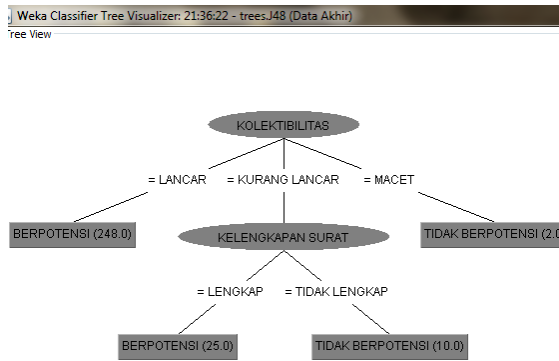 Weka Classifier Tree Visualizer: 21:36:22 - trees.J48 (Data Akhir)
Tree View
KOLEKTIBILITAS
= LANCAR = KURANG LANCAR = MACET
BERPOTENSI (248.0) KELENGKAPAN SURAT TIDAK BERPOTENSI (2.0
= LENGKAP = TIDAK LENGKAP
BERPOTENSI (25.0) TIDAK BERPOTENSI (10.0)